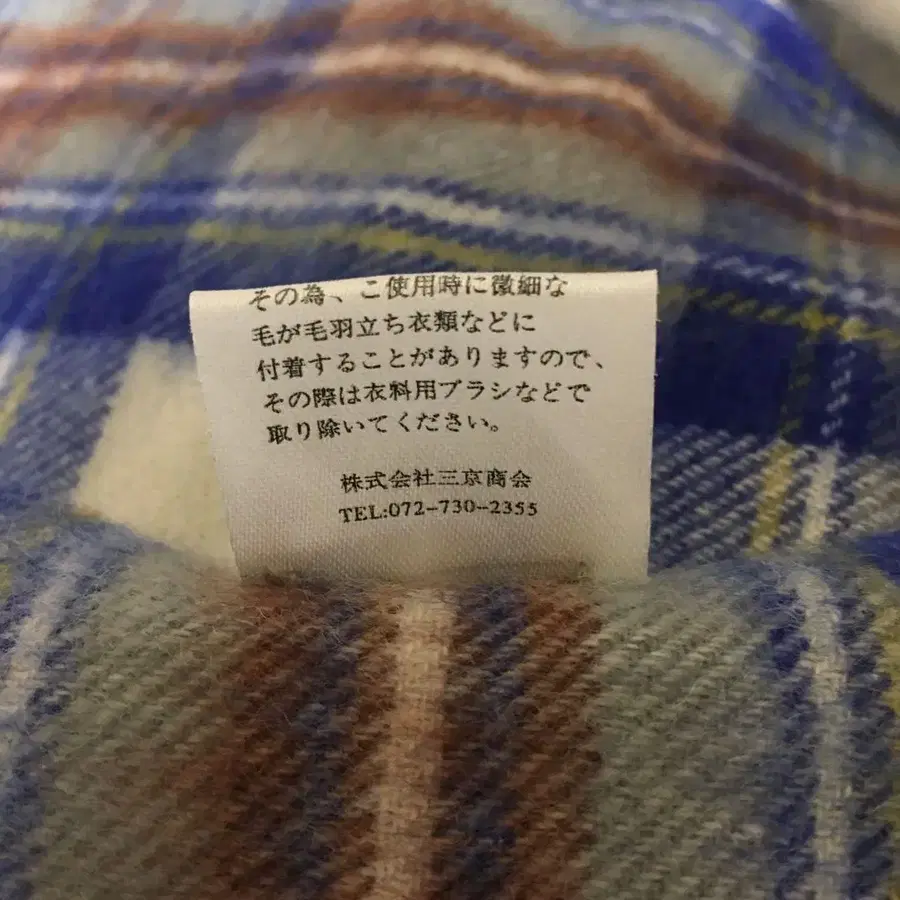 その為、ご使用時に微細な
毛が毛羽立ち衣類などに
付着することがありますので、
その際は衣料用ブラシなどで
取り除いてください。
株式会社三京商会
TEL:072-730-2355